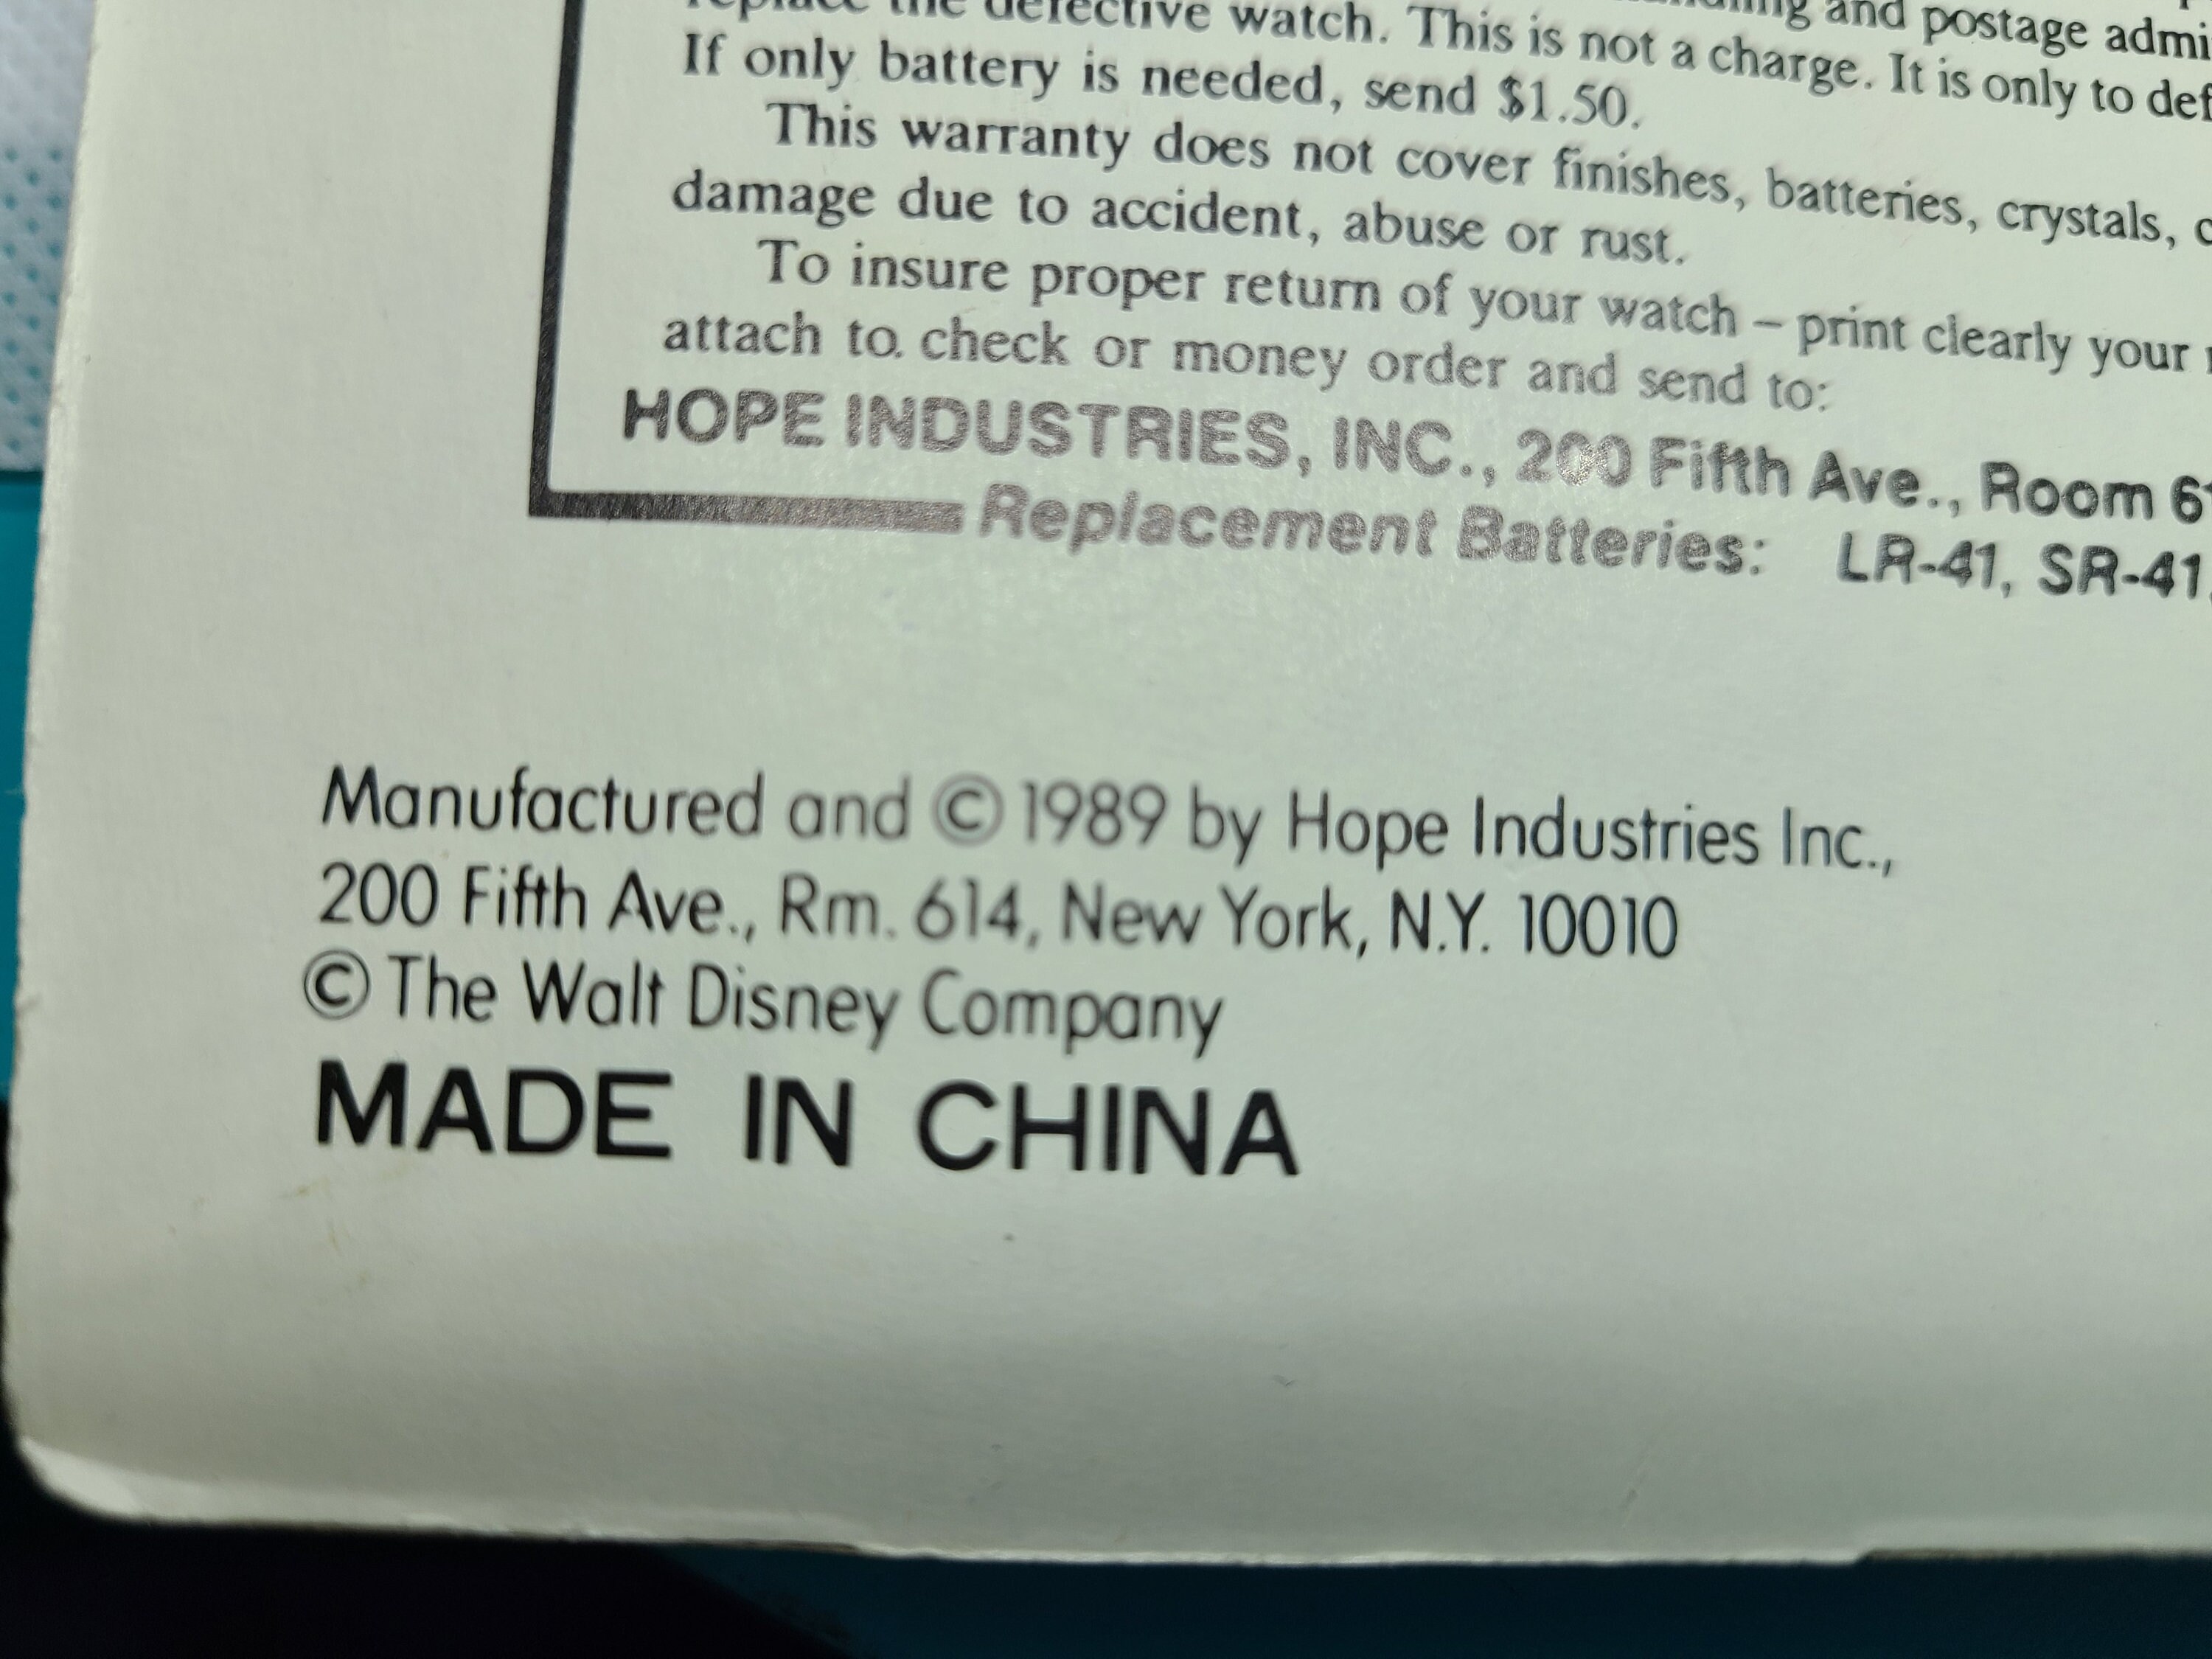 replace the defective watch. This is not a charge. It is only to
and postage
If only battery is needed, send $1.50.
This warranty does not cover finishes, batteries, crystals,
damage due to accident, abuse or rust.
To insure proper return of your watch – print clearly your
attach to. check or money order and send to:
HOPE INDUSTRIES, INC., 200 Fifth Ave., Room
Replacement Batteries: LR-41, SR-41,
Manufactured and © 1989 by Hope Industries Inc.,
200 Fifth Ave., Rm. 614, New York, N.Y. 10010
© The Walt Disney Company
MADE IN CHINA